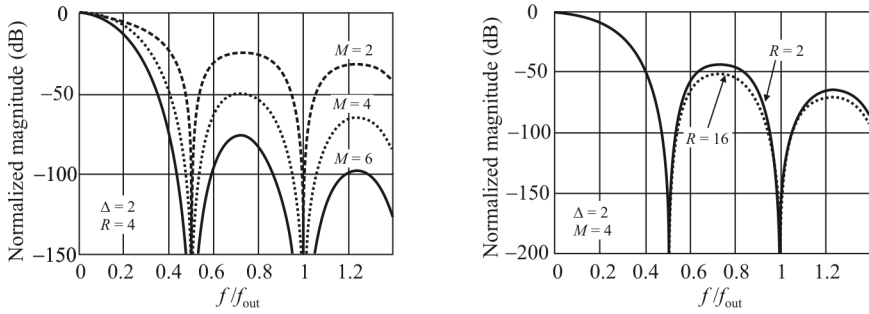 Normalized magnitude (dB)
0
−50
−100
−150
M = 2
M = 4
M = 6
Δ = 2
R = 4
0 0.2 0.4 0.6 0.8 1 1.2
f/fout
Normalized magnitude (dB)
0
−50
−100
−150
−200
R = 2
R = 16
Δ = 2
M = 4
0 0.2 0.4 0.6 0.8 1 1.2
f/fout